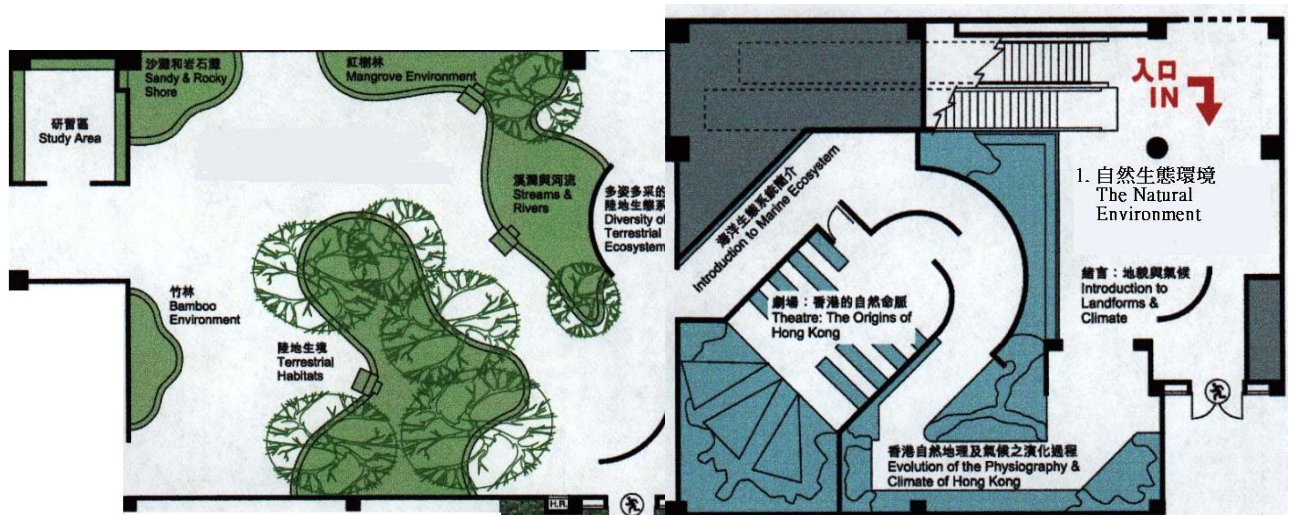 沙灘和岩石灘
Sandy & Rocky
Shore
紅樹林
Mangrove Environment
研習區
Study Area
溪澗與河流
Streams &
Rivers
多姿多采的
陸地生態系
Diversity of
Terrestrial
Ecosystem
竹林
Bamboo
Environment
陸地生境
Terrestrial
Habitats
H.R.
入口
IN
1. 自然生態環境
The Natural
Environment
海洋生態系統簡介
Introduction to Marine Ecosystem
緒言：地貌與氣候
Introduction to
Landforms &
Climate
劇場：香港的自然命脈
Theatre: The Origins of
Hong Kong
香港自然地理及氣候之演化過程
Evolution of the Physiography &
Climate of Hong Kong